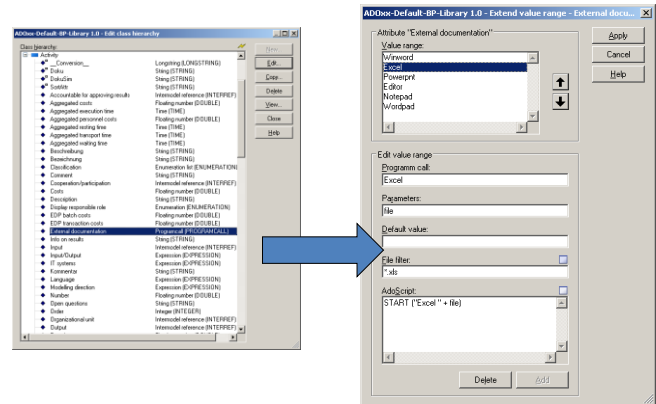 ADOxx-Default-BP-Library 1.0 - Edit class hierarchy
Class hierarchy:
Activity
__Conversion__ Longstring (LONGSTRING)
Doku String (STRING)
DokuSim String (STRING)
SortAttr String (STRING)
Accountable for approving results Intermodel reference (INTERREF)
Aggregated costs Floating number (DOUBLE)
Aggregated execution time Time (TIME)
Aggregated personnel costs Floating number (DOUBLE)
Aggregated resting time Time (TIME)
Aggregated transport time Time (TIME)
Aggregated waiting time Time (TIME)
Beschreibung String (STRING)
Bezeichnung String (STRING)
Classification Enumeration list (ENUMERATION
Comment String (STRING)
Cooperation/participation Intermodel reference (INTERREF)
Costs Floating number (DOUBLE)
Description String (STRING)
Display responsible role Enumeration (ENUMERATION)
EDP batch costs Floating number (DOUBLE)
EDP transaction costs Floating number (DOUBLE)
External documentation Programcall (PROGRAMCALL)
Info on results String (STRING)
Input Intermodel reference (INTERREF)
Input/Output Expression (EXPRESSION)
IT systems Expression (EXPRESSION)
Kommentar String (STRING)
Language Expression (EXPRESSION)
Modelling direction Expression (EXPRESSION)
Number Floating number (DOUBLE)
Open questions String (STRING)
Order Integer (INTEGER)
Organizational unit Intermodel reference (INTERREF)
Output Intermodel reference (INTERREF)
New...
Edit...
Copy...
Delete
View...
Close
Help
ADOxx-Default-BP-Library 1.0 - Extend value range - External docu...
Attribute "External documentation"
Value range:
Winword
Excel
Powerpnt
Editor
Notepad
Wordpad
Apply
Cancel
Help
Edit value range
Programm call:
Excel
Parameters:
file
Default value:
File filter:
*.xls
AdoScript:
START ("Excel " + file)
Delete
Add